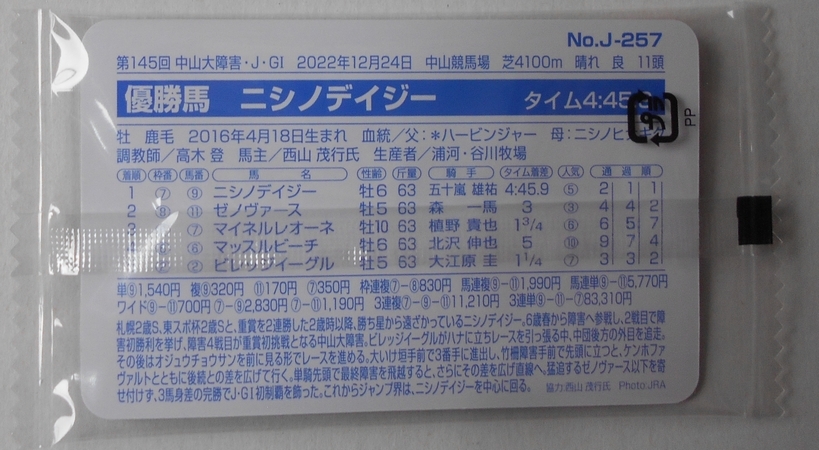 No.J-257
第145回 中山大障害・J・GI 2022年12月24日 中山競馬場 芝4100m 晴れ 良 11頭
優勝馬 ニシノデイジー タイム4:45.9
PP
牡 鹿毛 2016年4月18日生まれ 血統/父:*ハービンジャー 母:ニシノヒナギク
調教師/高木 登 馬主/西山 茂行氏 生産者/浦河・谷川牧場
着順 枠番 馬番 馬名 性齢 斤量 騎手 タイム着差 人気 通過順
1 ⑦ ⑨ ニシノデイジー 牡6 63 五十嵐 雄祐 4:45.9 ⑤ 2 1 1
2 ⑧ ⑪ ゼノヴァース 牡5 63 森 一馬 3 ③ 4 4 2
3 ⑦ マイネルレオーネ 牡10 63 植野 貴也 1 3/4 ⑥ 6 5 7
4 ⑥ マッスルビーチ 牡6 63 北沢 伸也 5 ⑩ 9 7 4
② ② ビレッジイーグル 牡5 63 大江原 圭 1 1/4 ⑦ 3 3 2
単⑨1,540円 複⑨320円 ⑪170円 ⑦350円 枠連複⑦-⑧830円 馬連複⑨-⑪1,990円 馬連単⑨-⑪5,770円
ワイド⑨-⑪700円 ⑦-⑨2,830円 ⑦-⑪1,190円 3連複⑦-⑨-⑪11,210円 3連単⑨-⑪-⑦83,310円
札幌2歳S、東スポ杯2歳Sと、重賞を2連勝した2歳時以降、勝ち星から遠ざかっているニシノデイジー。6歳春から障害へ参戦し、2戦目で障
害初勝利を挙げ、障害4戦目が重賞初挑戦となる中山大障害。ビレッジイーグルがハナに立ちレースを引っ張る中、中団後方の外目を追走。
その後はオジュウチョウサンを前に見る形でレースを進める。大いけ垣手前で3番手に進出し、竹柵障害手前で先頭に立つと、ケンホファ
ヴァルトとともに後続との差を広げて行く。単騎先頭で最終障害を飛越すると、さらにその差を広げ直線へ。猛追するゼノヴァース以下を寄
せ付けず、3馬身差の完勝でJ・GI初制覇を飾った。これからジャンプ界は、ニシノデイジーを中心に回る。 協力:西山 茂行氏 Photo:JRA